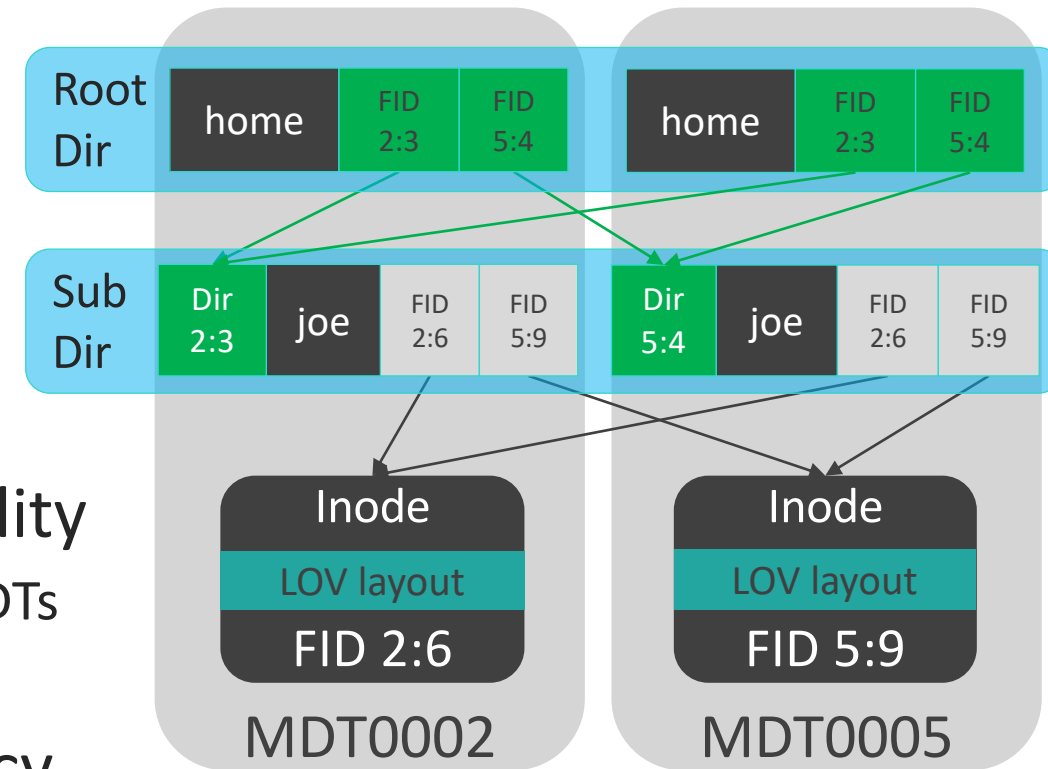 Root
Dir
home
FID
2:3
FID
5:4
home
FID
2:3
FID
5:4
Sub
Dir
Dir
2:3
joe
FID
2:6
FID
5:9
Dir
5:4
joe
FID
2:6
FID
5:9
Inode
LOV layout
FID 2:6
Inode
LOV layout
FID 5:9
MDT0002
MDT0005